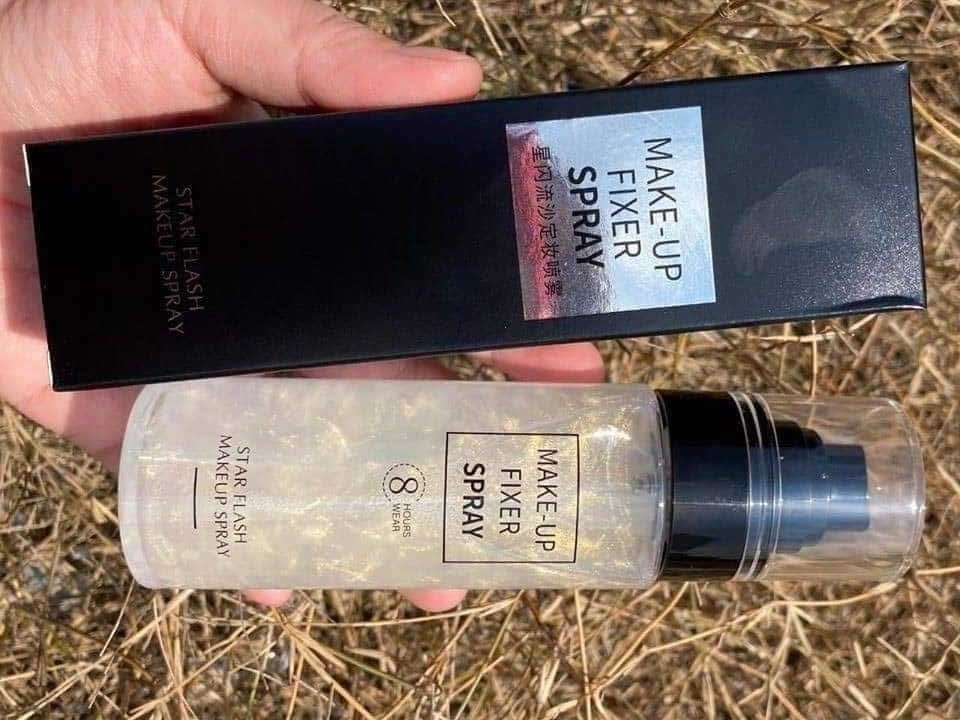 MAKE-UP
FIXER
SPRAY
星闪流沙定妆喷雾
STAR FLASH
MAKEUP SPRAY
MAKE-UP
FIXER
SPRAY
8
HOURS
WEAR
STAR FLASH
MAKEUP SPRAY